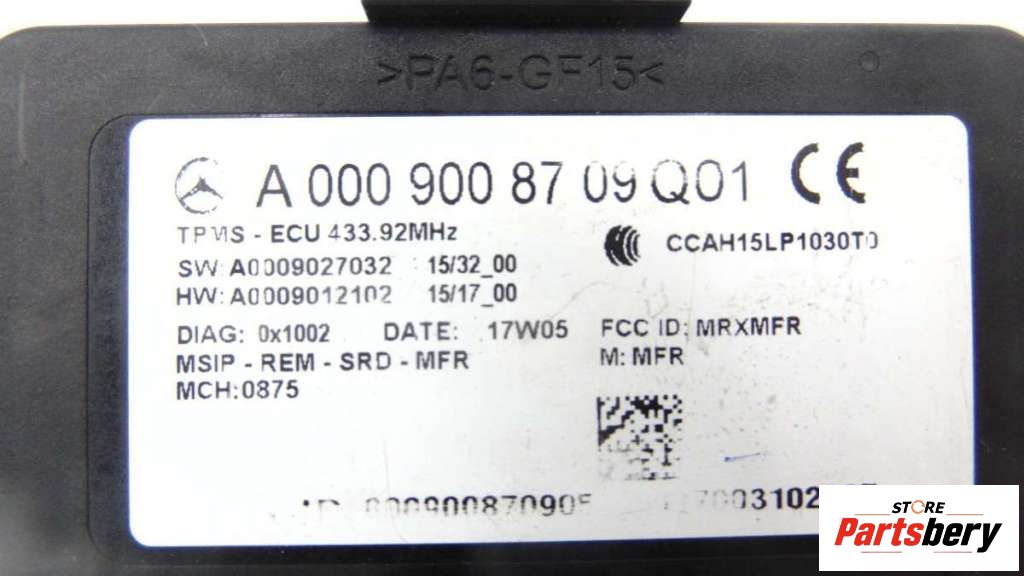 >PA6-GF15<
A 000 900 87 09 Q01 CE
TPMS - ECU 433.92MHz
CCAH15LP1030T0
SW: A0009027032 15/32_00
HW: A0009012102 15/17_00
DIAG: 0x1002 DATE: 17W05 FCC ID: MRXMFR
MSIP - REM - SRD - MFR M: MFR
MCH:0875
STORE
Partsbery